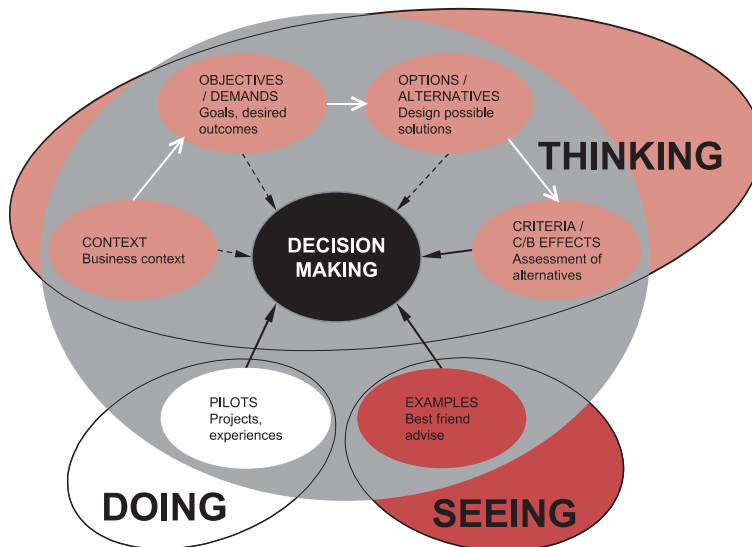 OBJECTIVES
/ DEMANDS
Goals, desired
outcomes
OPTIONS /
ALTERNATIVES
Design possible
solutions
THINKING
CONTEXT
Business context
DECISION
MAKING
CRITERIA /
C/B EFFECTS
Assessment of
alternatives
PILOTS
Projects,
experiences
EXAMPLES
Best friend
advise
DOING
SEEING